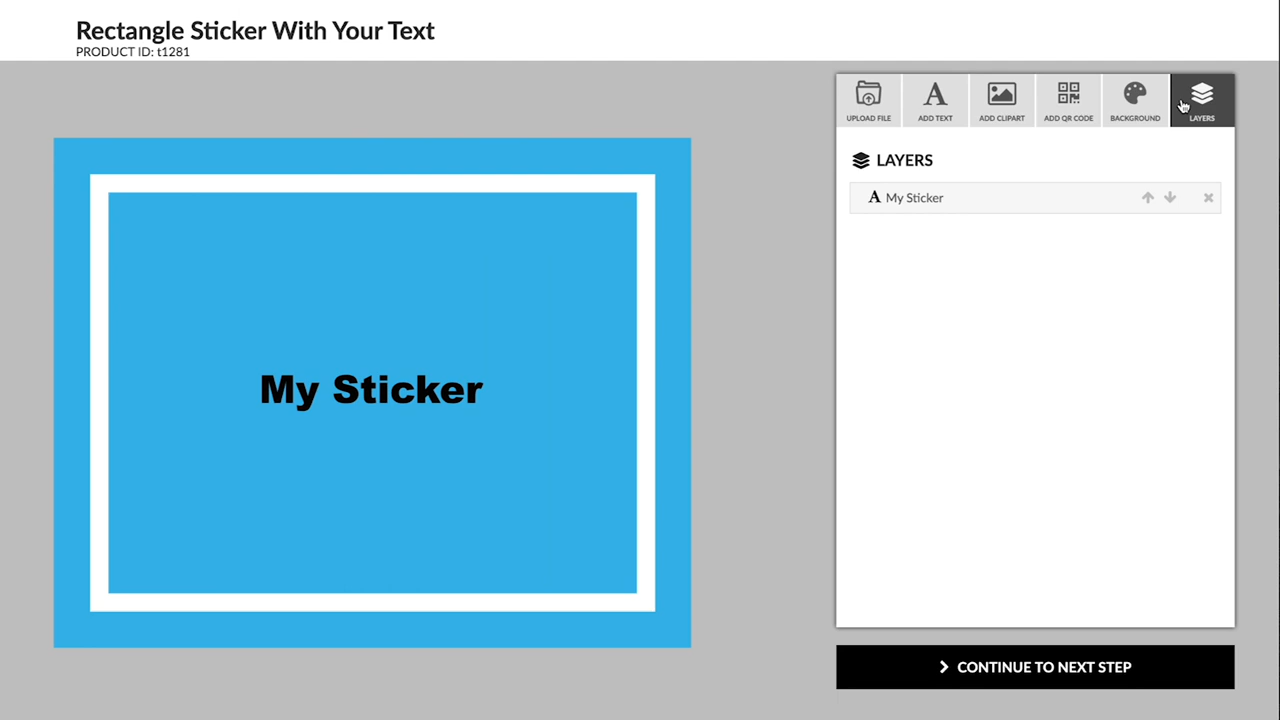 Rectangle Sticker With Your Text
PRODUCT ID: t1281
UPLOAD FILE
ADD TEXT
ADD CLIPART
ADD QR CODE
BACKGROUND
LAYERS
LAYERS
A My Sticker
My Sticker
CONTINUE TO NEXT STEP